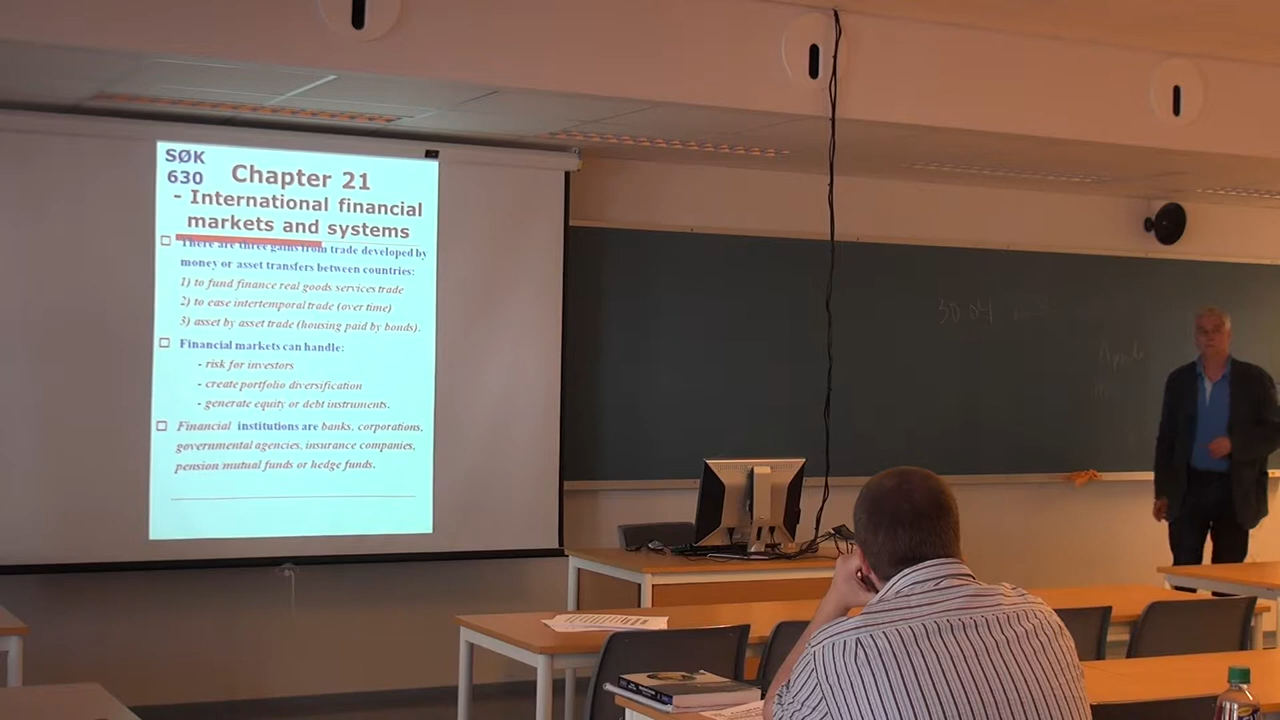 SØK
630
Chapter 21
- International financial
markets and systems
There are three gains from trade developed by
money or asset transfers between countries:
1) to fund finance real goods services trade
2) to ease intertemporal trade (over time)
3) asset by asset trade (housing paid by bonds).
Financial markets can handle:
- risk for investors
- create portfolio diversification
- generate equity or debt instruments.
Financial institutions are banks, corporations,
governmental agencies, insurance companies,
pension mutual funds or hedge funds.
30 04
Apple